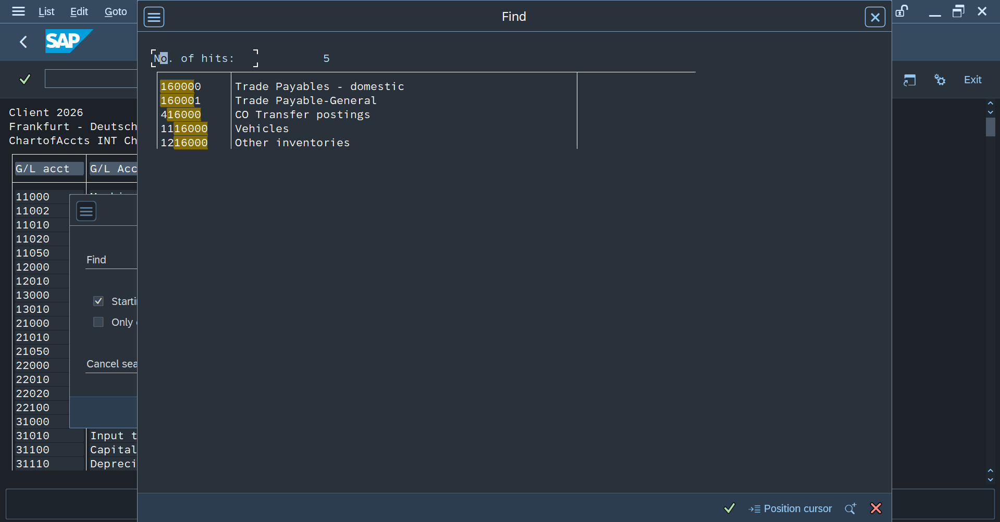 List Edit Goto
Find
SAP
No. of hits: 5
160000 Trade Payables - domestic
160001 Trade Payable-General
416000 CO Transfer postings
1116000 Vehicles
1216000 Other inventories
Exit
Client 2026
Frankfurt - Deutsch
ChartofAccts INT Ch
G/L acct G/L Acc
11000
11002
11010
11020
11050
12000
12010
13000
13010
21000
21010
21050
22000
22010
22020
22100
31000
31010 Input t
31100 Capital
31110 Depreci
Find
Starti
Only
Cancel sea
Position cursor